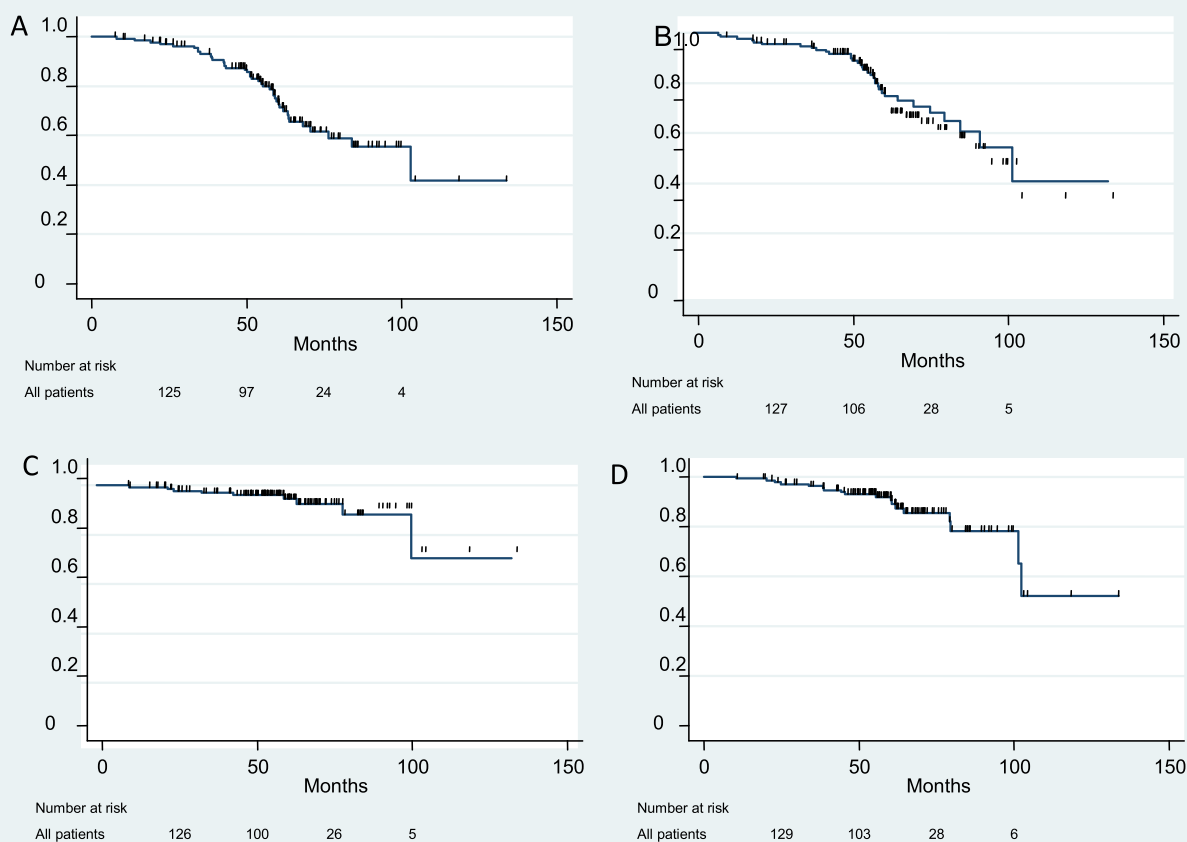 A
1.0
0.8
0.6
0.4
0.2
0
0 50 100 150
Months
Number at risk
All patients 125 97 24 4
B
1.0
0.8
0.6
0.4
0.2
0
0 50 100 150
Months
Number at risk
All patients 127 106 28 5
C
1.0
0.8
0.6
0.4
0.2
0
0 50 100 150
Months
Number at risk
All patients 126 100 26 5
D
1.0
0.8
0.6
0.4
0.2
0
0 50 100 150
Months
Number at risk
All patients 129 103 28 6